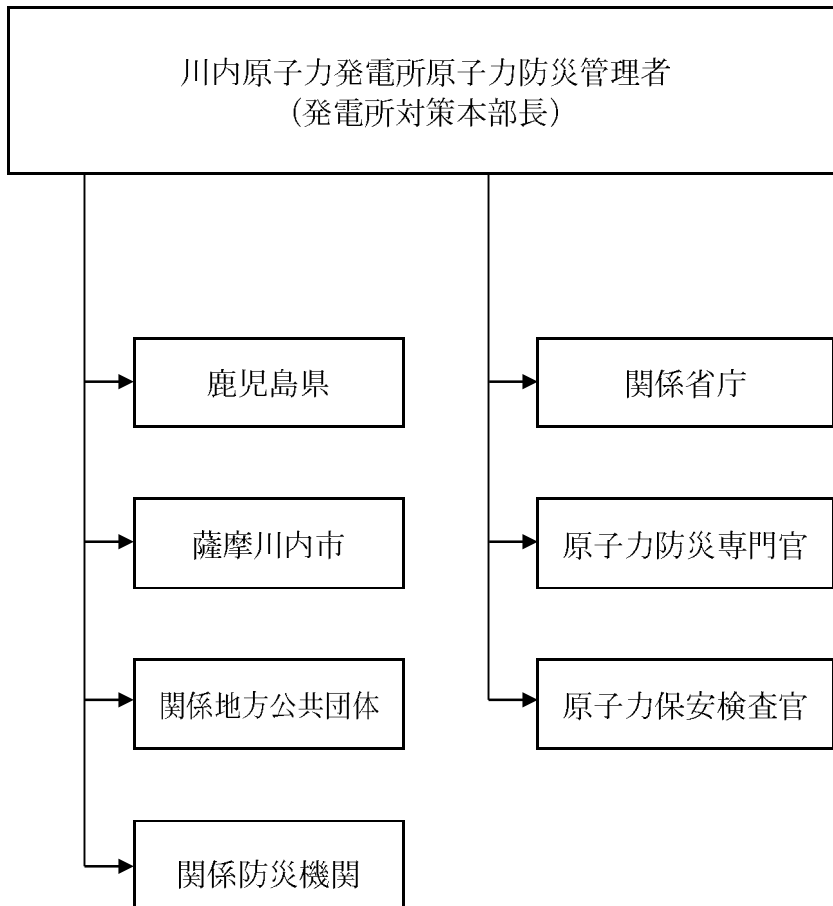 川内原子力発電所原子力防災管理者
（発電所対策本部長）
鹿児島県
関係省庁
薩摩川内市
原子力防災専門官
関係地方公共団体
原子力保安検査官
関係防災機関